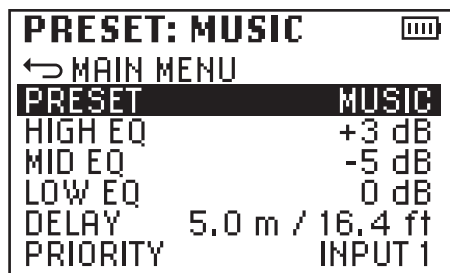 PRESET: MUSIC
MAIN MENU
PRESET MUSIC
HIGH EQ +3 dB
MID EQ -5 dB
LOW EQ 0 dB
DELAY 5.0 m / 16.4 ft
PRIORITY INPUT 1